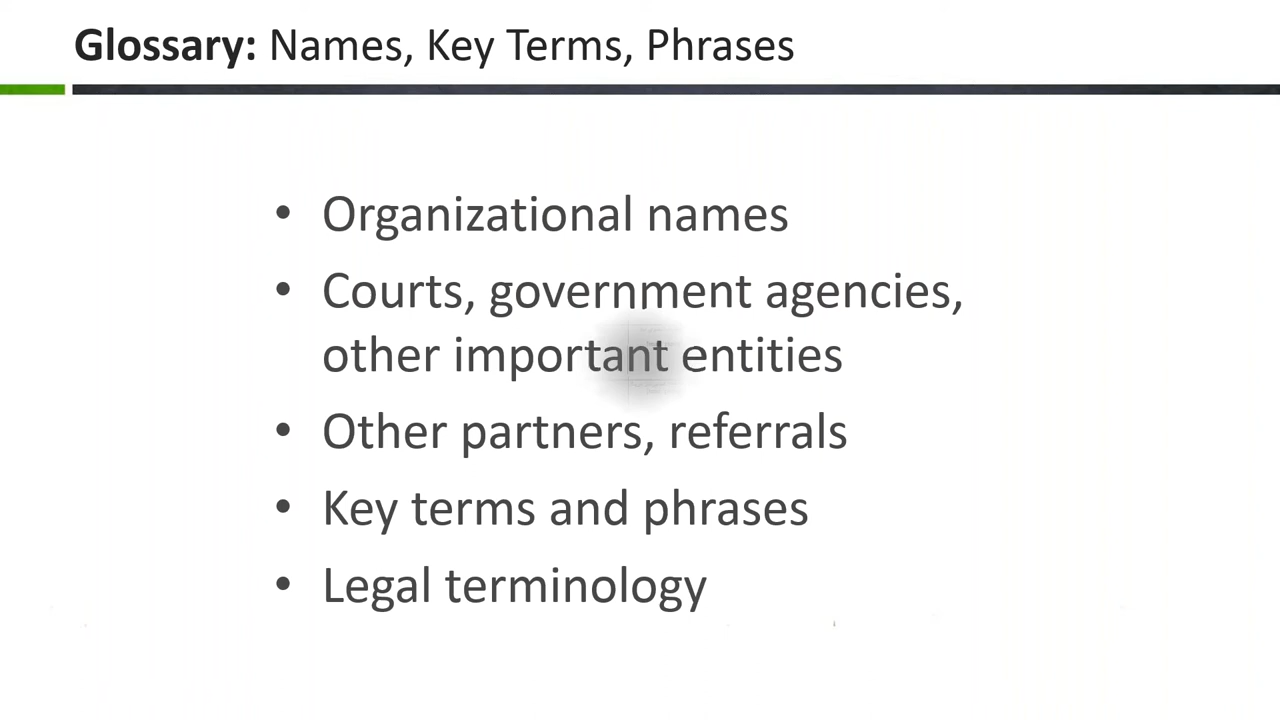 Glossary: Names, Key Terms, Phrases
• Organizational names
• Courts, government agencies,
other important entities
• Other partners, referrals
• Key terms and phrases
• Legal terminology